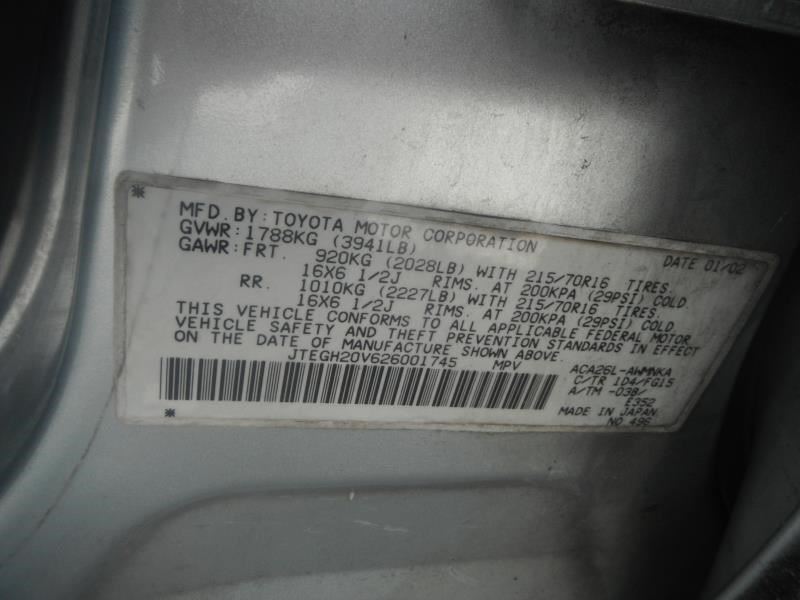 MFD. BY: TOYOTA MOTOR CORPORATION DATE 01/02
GVWR: 1788KG (3941LB)
GAWR: FRT. 920KG (2028LB) WITH 215/70R16 TIRES.
16X6 1/2J RIMS. AT 200KPA (29PSI) COLD
RR. 1010KG (2227LB) WITH 215/70R16 TIRES.
16X6 1/2J RIMS. AT 200KPA (29PSI) COLD.
THIS VEHICLE CONFORMS TO ALL APPLICABLE FEDERAL MOTOR
VEHICLE SAFETY AND THEFT PREVENTION STANDARDS IN EFFECT
ON THE DATE OF MANUFACTURE SHOWN ABOVE.
JTEGH20V626001745 MPV
ACA26L-AWMNKA
C/TR 1D4/FG15
A/TM -03B/
E352
MADE IN JAPAN
NO 496